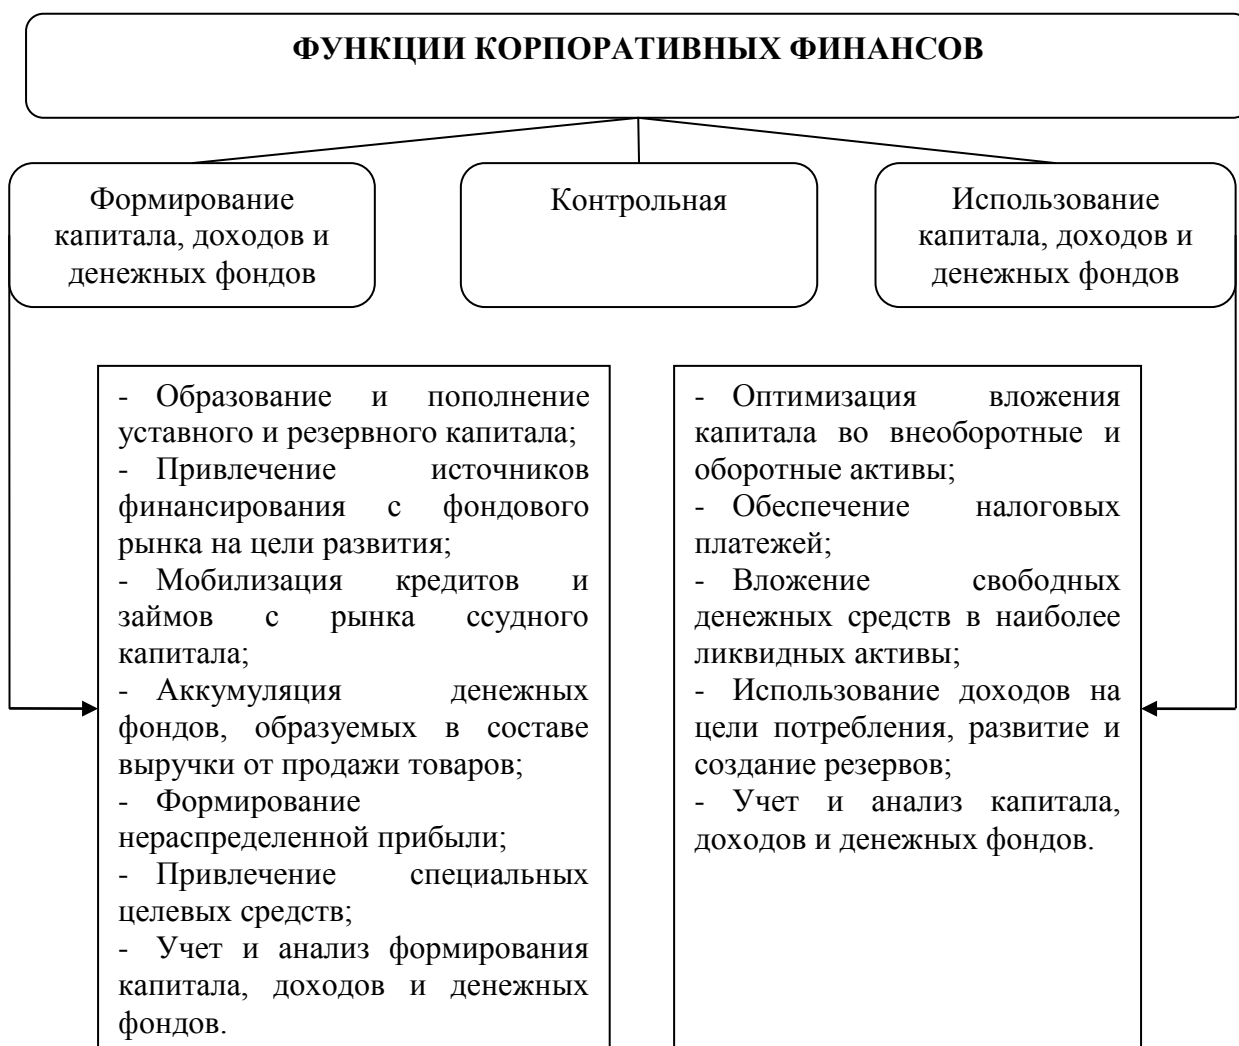 ФУНКЦИИ КОРПОРАТИВНЫХ ФИНАНСОВ
Формирование
капитала, доходов и
денежных фондов
Контрольная
Использование
капитала, доходов и
денежных фондов
- Образование и пополнение
уставного и резервного капитала;
- Привлечение источников
финансирования с фондового
рынка на цели развития;
- Мобилизация кредитов и
займов с рынка ссудного
капитала;
- Аккумуляция денежных
фондов, образуемых в составе
выручки от продажи товаров;
- Формирование
нераспределенной прибыли;
- Привлечение специальных
целевых средств;
- Учет и анализ формирования
капитала, доходов и денежных
фондов.
- Оптимизация вложения
капитала во внеоборотные и
оборотные активы;
- Обеспечение налоговых
платежей;
- Вложение свободных
денежных средств в наиболее
ликвидных активы;
- Использование доходов на
цели потребления, развитие и
создание резервов;
- Учет и анализ капитала,
доходов и денежных фондов.